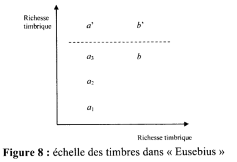 Richesse
timbrique
a' b'
a₃ b
a₂
a₁
Richesse timbrique
Figure 8 : échelle des timbres dans « Eusebius »